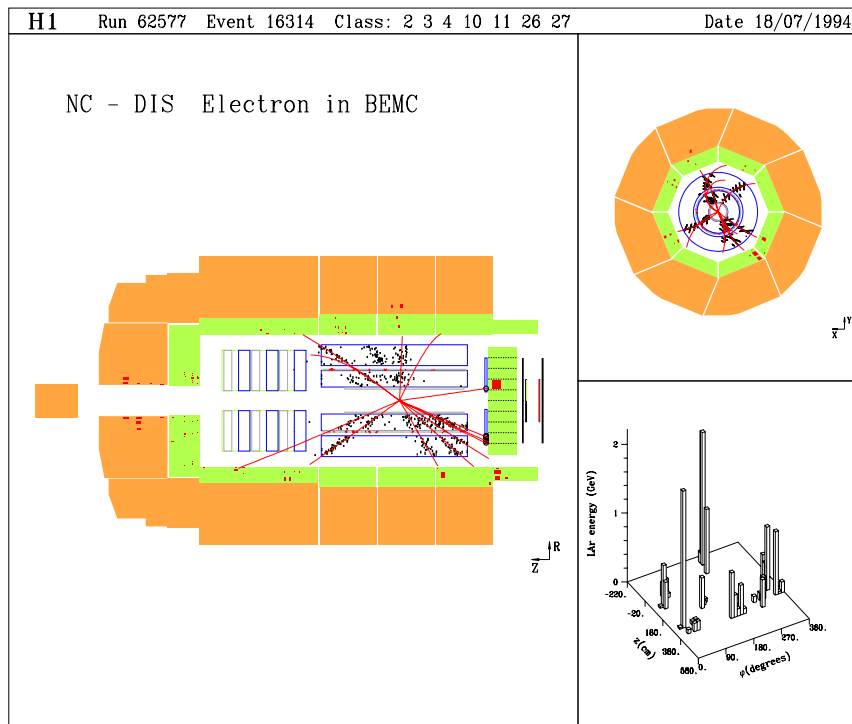 H1 Run 62577 Event 16314 Class: 2 3 4 10 11 26 27 Date 18/07/1994
NC - DIS Electron in BEMC
R
Z
Y
X
LAr energy (GeV)
2
1
0
-220.
-20.
180.
380.
580.
z(cm)
0.
90.
180.
270.
360.
φ(degrees)